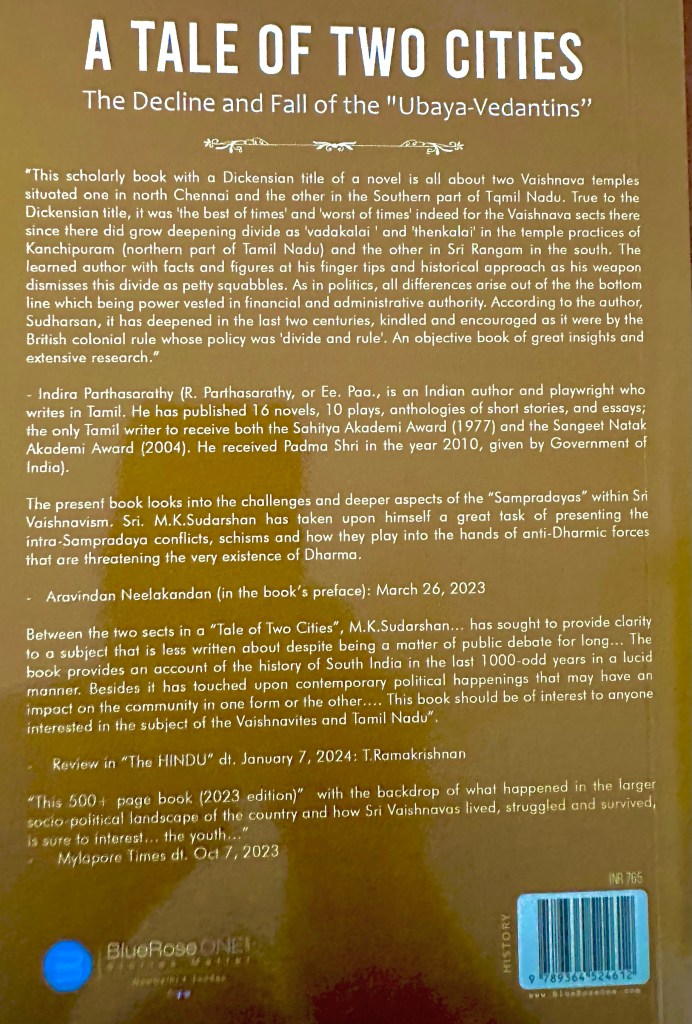 A TALE OF TWO CITIES
The Decline and Fall of the "Ubaya-Vedantins”
"This scholarly book with a Dickensian title of a novel is all about two Vaishnava temples
situated one in north Chennai and the other in the Southern part of Tqmil Nadu. True to the
Dickensian title, it was 'the best of times' and 'worst of times' indeed for the Vaishnava sects there
since there did grow deepening divide as 'vadakalai ' and 'thenkalai' in the temple practices of
Kanchipuram (northern part of Tamil Nadu) and the other in Sri Rangam in the south. The
learned author with facts and figures at his finger tips and historical approach as his weapon
dismisses this divide as petty squabbles. As in politics, all differences arise out of the the bottom
line which being power vested in financial and administrative authority. According to the author,
Sudharsan, it has deepened in the last two centuries, kindled and encouraged as it were by the
British colonial rule whose policy was 'divide and rule'. An objective book of great insights and
extensive research.”
- Indira Parthasarathy (R. Parthasarathy, or Ee. Paa., is an Indian author and playwright who
writes in Tamil. He has published 16 novels, 10 plays, anthologies of short stories, and essays;
the only Tamil writer to receive both the Sahitya Akademi Award (1977) and the Sangeet Natak
Akademi Award (2004). He received Padma Shri in the year 2010, given by Government of
India).
The present book looks into the challenges and deeper aspects of the “Sampradayas” within Sri
Vaishnavism. Sri. M.K.Sudarshan has taken upon himself a great task of presenting the
intra-Sampradaya conflicts, schisms and how they play into the hands of anti-Dharmic forces
that are threatening the very existence of Dharma.
- Aravindan Neelakandan (in the book’s preface): March 26, 2023
Between the two sects in a “Tale of Two Cities”, M.K.Sudarshan... has sought to provide clarity
to a subject that is less written about despite being a matter of public debate for long... The
book provides an account of the history of South India in the last 1000-odd years in a lucid
manner. Besides it has touched upon contemporary political happenings that may have an
impact on the community in one form or the other.... This book should be of interest to anyone
interested in the subject of the Vaishnavites and Tamil Nadu”.
- Review in “The HINDU” dt. January 7, 2024: T.Ramakrishnan
“This 500+ page book (2023 edition)” with the backdrop of what happened in the larger
socio-political landscape of the country and how Sri Vaishnavas lived, struggled and survived,
is sure to interest... the youth...”
- Mylapore Times dt. Oct 7, 2023
INR 765
HISTORY
BlueRose ONE
Stories Matter
Newdelhi • London
9 789364 524612
www.blueroseone.com